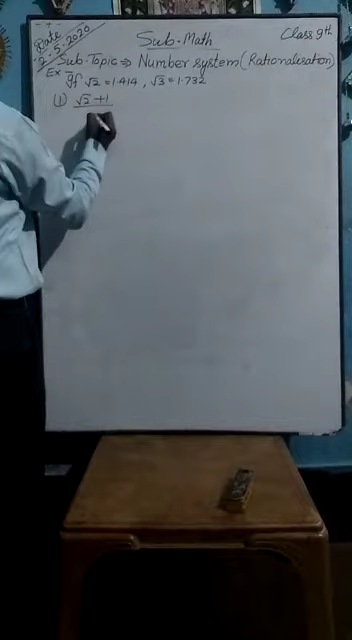 Date
2-5-2020
Sub. Math
Class 9th
Sub-Topic ⇒ Number system (Rationalisation)
Ex
If √2 = 1.414, √3 = 1.732
(1) √2 + 1